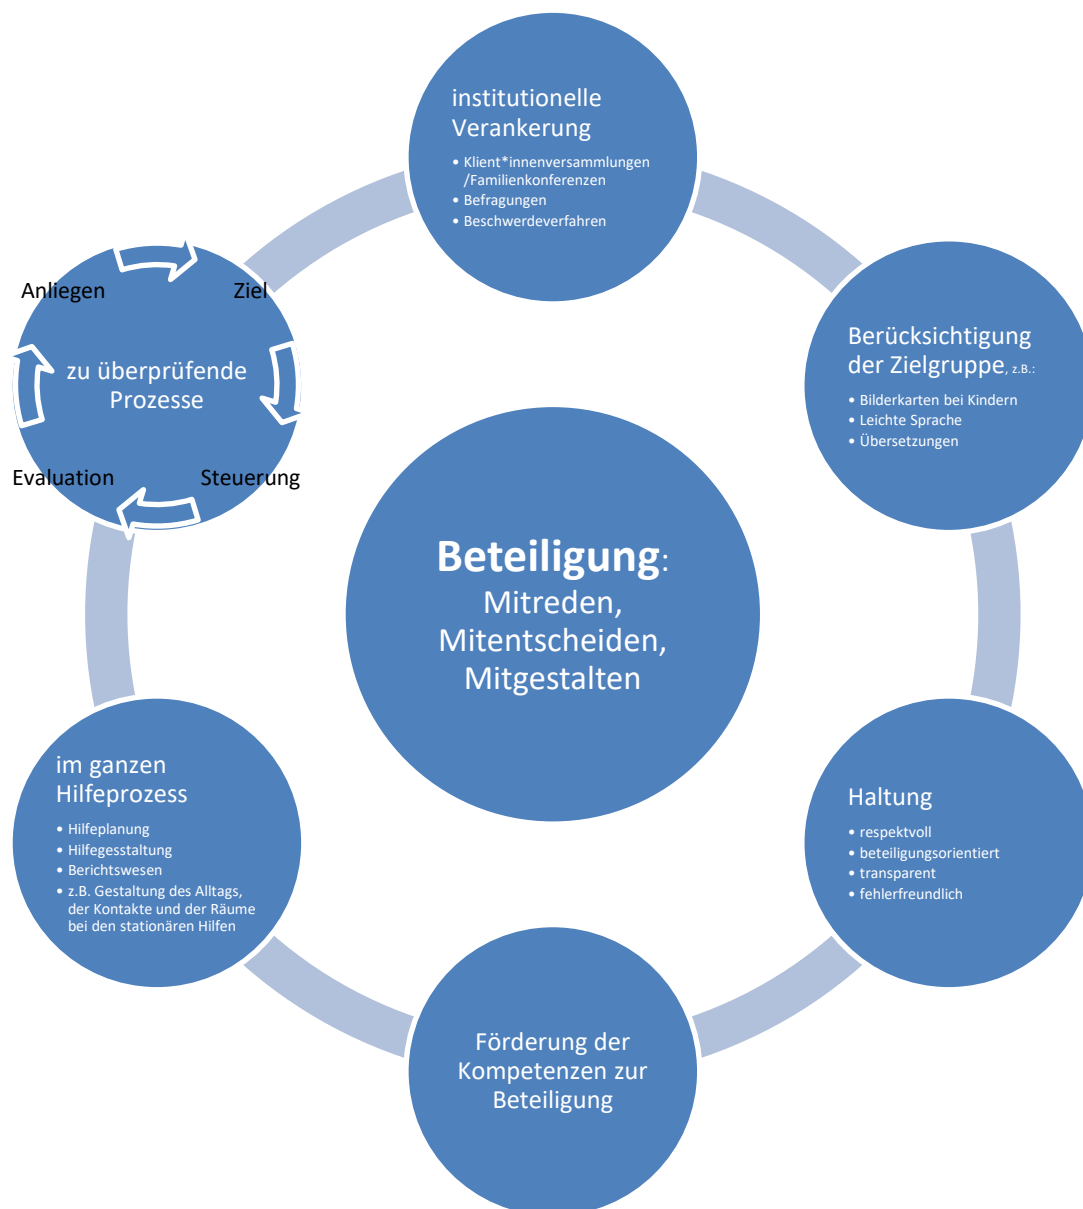 institutionelle
Verankerung
• Klient*innenversammlungen
/Familienkonferenzen
• Befragungen
• Beschwerdeverfahren
Berücksichtigung
der Zielgruppe, z.B.:
• Bilderkarten bei Kindern
• Leichte Sprache
• Übersetzungen
Haltung
• respektvoll
• beteiligungsorientiert
• transparent
• fehlerfreundlich
Förderung der
Kompetenzen zur
Beteiligung
im ganzen
Hilfeprozess
• Hilfeplanung
• Hilfegesstaltung
• Berichtswesen
• z.B. Gestaltung des Alltags,
der Kontakte und der Räume
bei den stationären Hilfen
Anliegen
Ziel
zu überprüfende
Prozesse
Evaluation
Steuerung
Beteiligung:
Mitreden,
Mitentscheiden,
Mitgestalten